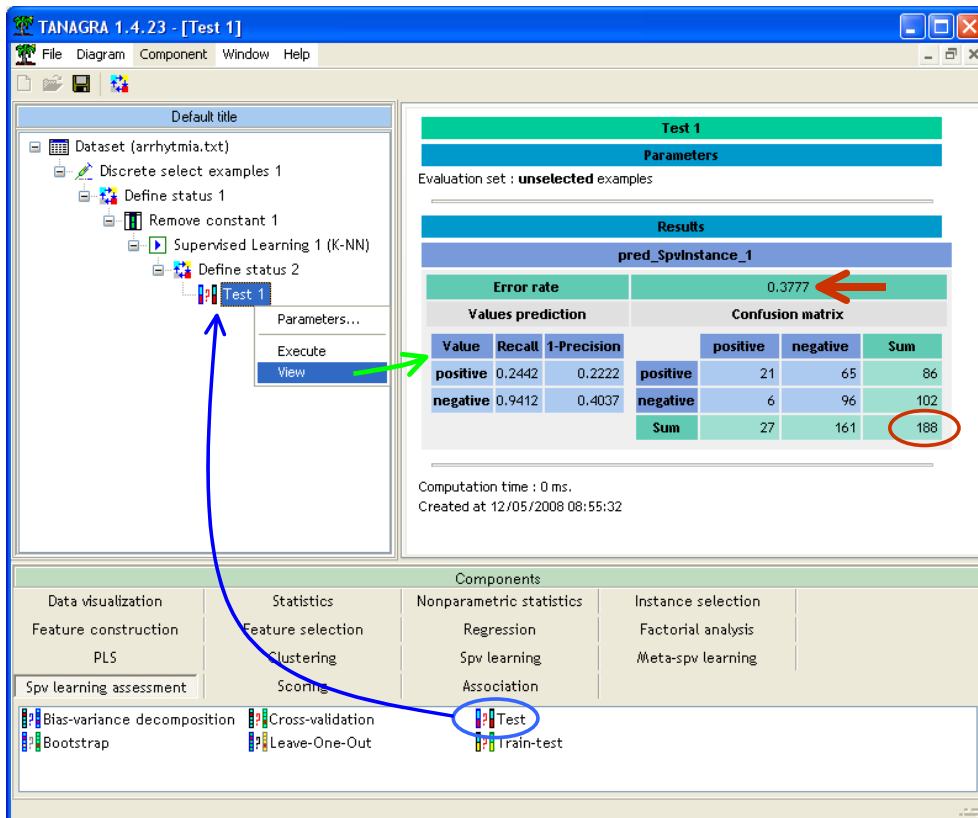 TANAGRA 1.4.23 - [Test 1]
File Diagram Component Window Help
Default title
Dataset (arrhytmia.txt)
Discrete select examples 1
Define status 1
Remove constant 1
Supervised Learning 1 (K-NN)
Define status 2
Test 1
Parameters...
Execute
View
Test 1
Parameters
Evaluation set : unselected examples
Results
pred_SpvInstance_1
Error rate 0.3777
Values prediction Confusion matrix
Value Recall 1-Precision
positive 0.2442 0.2222
negative 0.9412 0.4037
positive negative Sum
positive 21 65 86
negative 6 96 102
Sum 27 161 188
Computation time : 0 ms.
Created at 12/05/2008 08:55:32
Components
Data visualization Statistics Nonparametric statistics Instance selection
Feature construction Feature selection Regression Factorial analysis
PLS Clustering Spv learning Meta-spv learning
Spv learning assessment Scoring Association
Bias-variance decomposition Cross-validation Test
Bootstrap Leave-One-Out Train-test